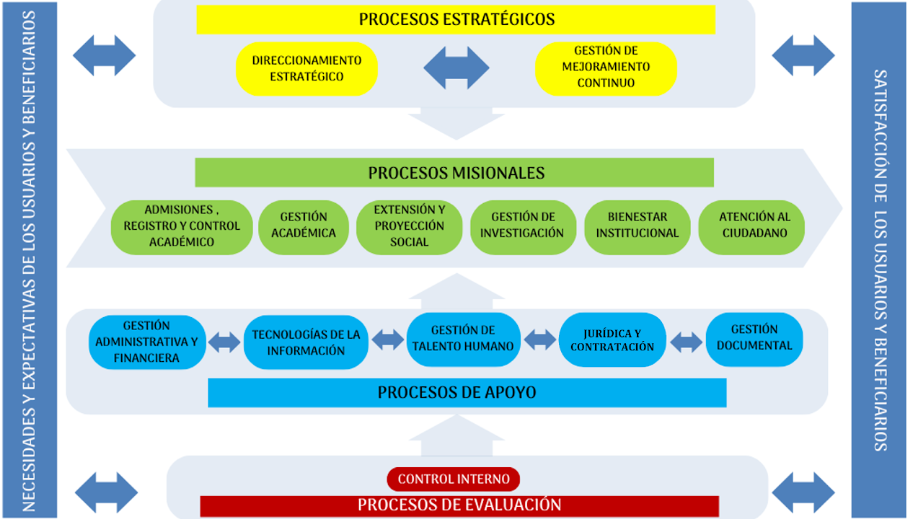 NECESIDADES Y EXPECTATIVAS DE LOS USUARIOS Y BENEFICIARIOS
PROCESOS ESTRATÉGICOS
DIRECCIONAMIENTO
ESTRATÉGICO
GESTIÓN DE
MEJORAMIENTO
CONTINUO
PROCESOS MISIONALES
ADMISIONES ,
REGISTRO Y CONTROL
ACADÉMICO
GESTIÓN
ACADÉMICA
EXTENSIÓN Y
PROYECCIÓN
SOCIAL
GESTIÓN DE
INVESTIGACIÓN
BIENESTAR
INSTITUCIONAL
ATENCIÓN AL
CIUDADANO
GESTIÓN
ADMINISTRATIVA Y
FINANCIERA
TECNOLOGÍAS DE LA
INFORMACIÓN
GESTIÓN DE
TALENTO HUMANO
JURÍDICA Y
CONTRATACIÓN
GESTIÓN
DOCUMENTAL
PROCESOS DE APOYO
CONTROL INTERNO
PROCESOS DE EVALUACIÓN
SATISFACCIÓN DE LOS USUARIOS Y BENEFICIARIOS